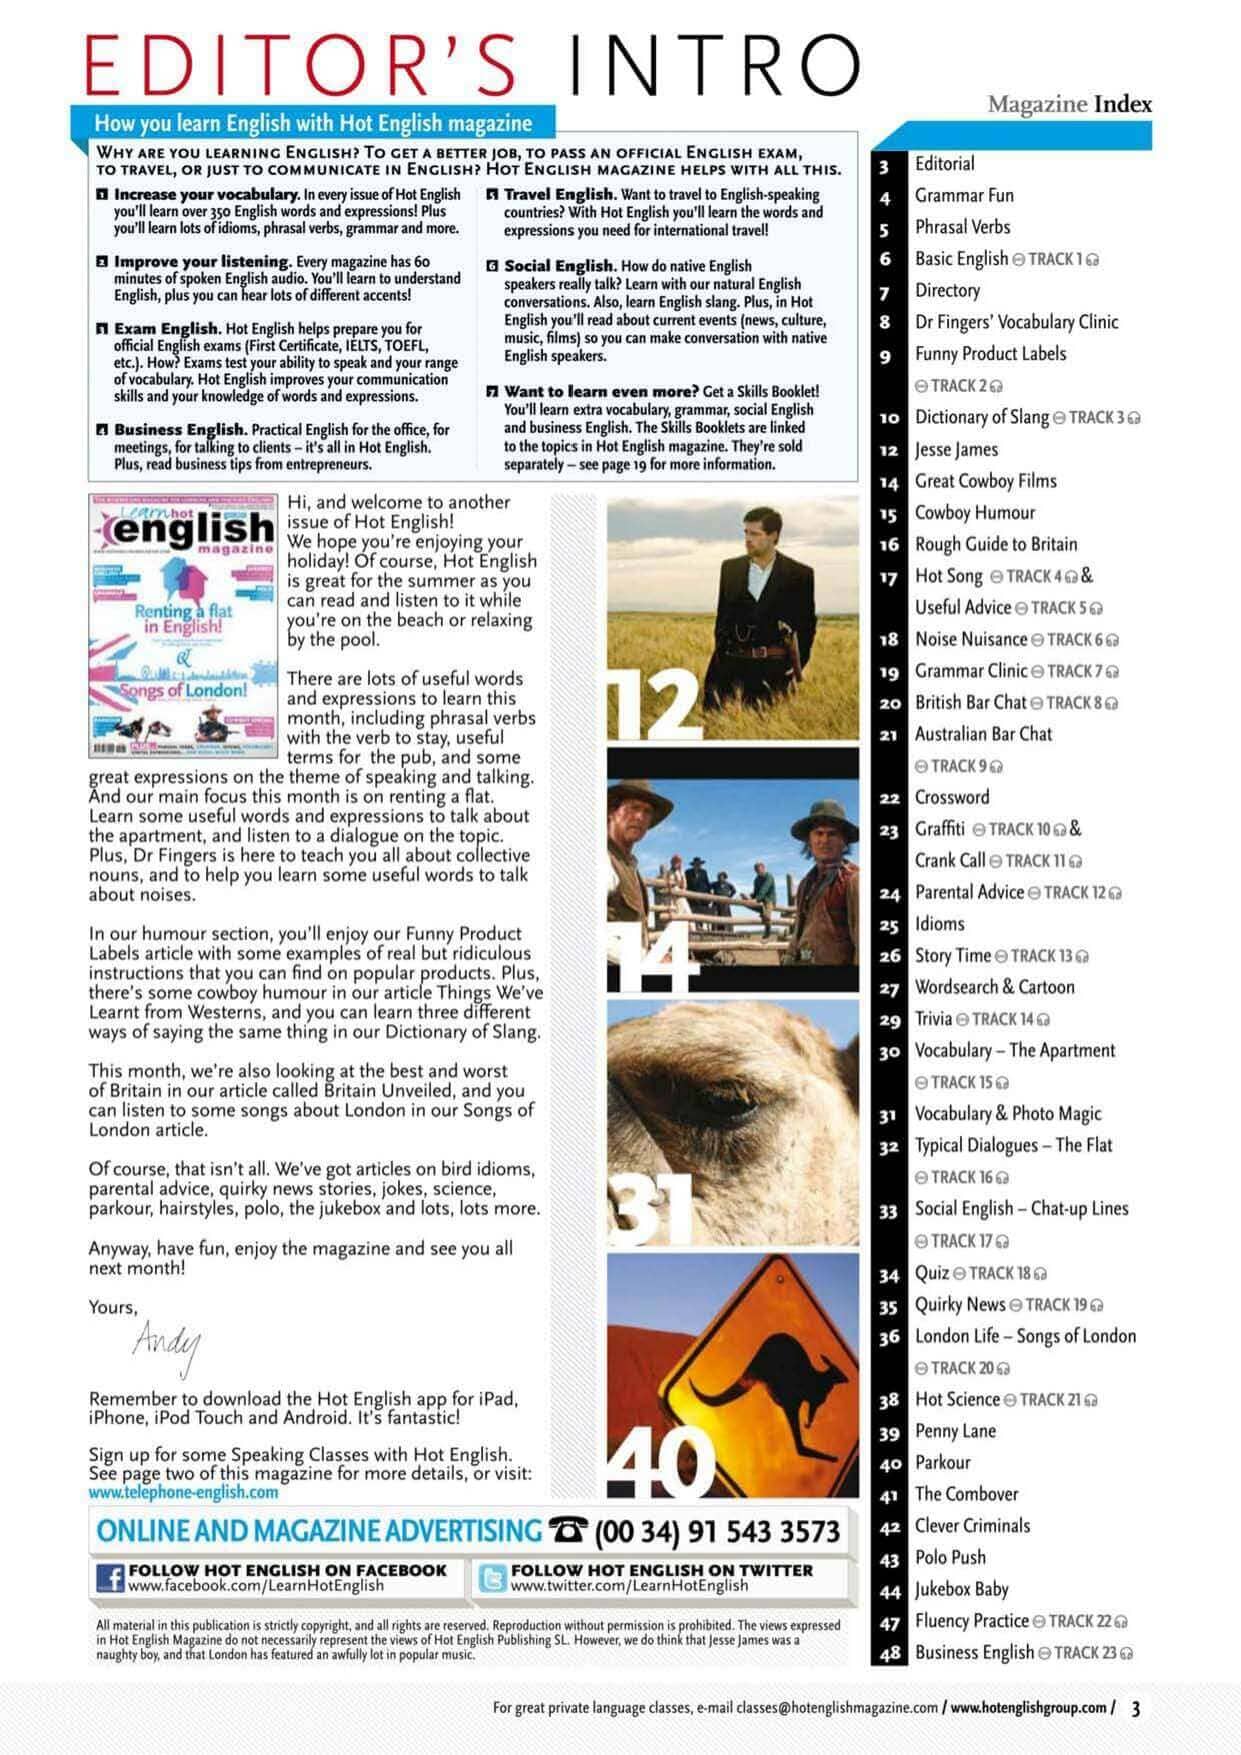 EDITOR'S INTRO
How you learn English with Hot English magazine
WHY ARE YOU LEARNING ENGLISH? TO GET A BETTER JOB, TO PASS AN OFFICIAL ENGLISH EXAM,
TO TRAVEL, OR JUST TO COMMUNICATE IN ENGLISH? HOT ENGLISH MAGAZINE HELPS WITH ALL THIS.
1 Increase your vocabulary. In every issue of Hot English
you'll learn over 350 English words and expressions! Plus
you'll learn lots of idioms, phrasal verbs, grammar and more.
2 Improve your listening. Every magazine has 60
minutes of spoken English audio. You'll learn to understand
English, plus you can hear lots of different accents!
3 Exam English. Hot English helps prepare you for
official English exams (First Certificate, IELTS, TOEFL,
etc.). How? Exams test your ability to speak and your range
of vocabulary. Hot English improves your communication
skills and your knowledge of words and expressions.
4 Business English. Practical English for the office, for
meetings, for talking to clients – it's all in Hot English.
Plus, read business tips from entrepreneurs.
5 Travel English. Want to travel to English-speaking
countries? With Hot English you'll learn the words and
expressions you need for international travel!
6 Social English. How do native English
speakers really talk? Learn with our natural English
conversations. Also, learn English slang. Plus, in Hot
English you'll read about current events (news, culture,
music, films) so you can make conversation with native
English speakers.
7 Want to learn even more? Get a Skills Booklet!
You'll learn extra vocabulary, grammar, social English
and business English. The Skills Booklets are linked
to the topics in Hot English magazine. They're sold
separately – see page 19 for more information.
Learn hot
english
magazine
Renting a flat
in English!
&
Songs of London!
Hi, and welcome to another
issue of Hot English!
We hope you're enjoying your
holiday! Of course, Hot English
is great for the summer as you
can read and listen to it while
you're on the beach or relaxing
by the pool.
There are lots of useful words
and expressions to learn this
month, including phrasal verbs
with the verb to stay, useful
terms for the pub, and some
great expressions on the theme of speaking and talking.
And our main focus this month is on renting a flat.
Learn some useful words and expressions to talk about
the apartment, and listen to a dialogue on the topic.
Plus, Dr Fingers is here to teach you all about collective
nouns, and to help you learn some useful words to talk
about noises.
In our humour section, you'll enjoy our Funny Product
Labels article with some examples of real but ridiculous
instructions that you can find on popular products. Plus,
there's some cowboy humour in our article Things We've
Learnt from Westerns, and you can learn three different
ways of saying the same thing in our Dictionary of Slang.
This month, we're also looking at the best and worst
of Britain in our article called Britain Unveiled, and you
can listen to some songs about London in our Songs of
London article.
Of course, that isn't all. We've got articles on bird idioms,
parental advice, quirky news stories, jokes, science,
parkour, hairstyles, polo, the jukebox and lots, lots more.
Anyway, have fun, enjoy the magazine and see you all
next month!
Yours,
Andy
Remember to download the Hot English app for iPad,
iPhone, iPod Touch and Android. It's fantastic!
Sign up for some Speaking Classes with Hot English.
See page two of this magazine for more details, or visit:
www.telephone-english.com
12
14
31
40
ONLINE AND MAGAZINE ADVERTISING (00 34) 91 543 3573
FOLLOW HOT ENGLISH ON FACEBOOK
www.facebook.com/LearnHotEnglish
FOLLOW HOT ENGLISH ON TWITTER
www.twitter.com/LearnHotEnglish
All material in this publication is strictly copyright, and all rights are reserved. Reproduction without permission is prohibited. The views expressed
in Hot English Magazine do not necessarily represent the views of Hot English Publishing SL. However, we do think that Jesse James was a
naughty boy, and that London has featured an awfully lot in popular music.
Magazine Index
3 Editorial
4 Grammar Fun
5 Phrasal Verbs
6 Basic English TRACK 1
7 Directory
8 Dr Fingers' Vocabulary Clinic
9 Funny Product Labels
TRACK 2
10 Dictionary of Slang TRACK 3
12 Jesse James
14 Great Cowboy Films
15 Cowboy Humour
16 Rough Guide to Britain
17 Hot Song TRACK 4 &
Useful Advice TRACK 5
18 Noise Nuisance TRACK 6
19 Grammar Clinic TRACK 7
20 British Bar Chat TRACK 8
21 Australian Bar Chat
TRACK 9
22 Crossword
23 Graffiti TRACK 10 &
Crank Call TRACK 11
24 Parental Advice TRACK 12
25 Idioms
26 Story Time TRACK 13
27 Wordsearch & Cartoon
29 Trivia TRACK 14
30 Vocabulary – The Apartment
TRACK 15
31 Vocabulary & Photo Magic
32 Typical Dialogues – The Flat
TRACK 16
33 Social English – Chat-up Lines
TRACK 17
34 Quiz TRACK 18
35 Quirky News TRACK 19
36 London Life – Songs of London
TRACK 20
38 Hot Science TRACK 21
39 Penny Lane
40 Parkour
41 The Combover
42 Clever Criminals
43 Polo Push
44 Jukebox Baby
47 Fluency Practice TRACK 22
48 Business English TRACK 23
For great private language classes, e-mail classes@hotenglishmagazine.com / www.hotenglishgroup.com / 3